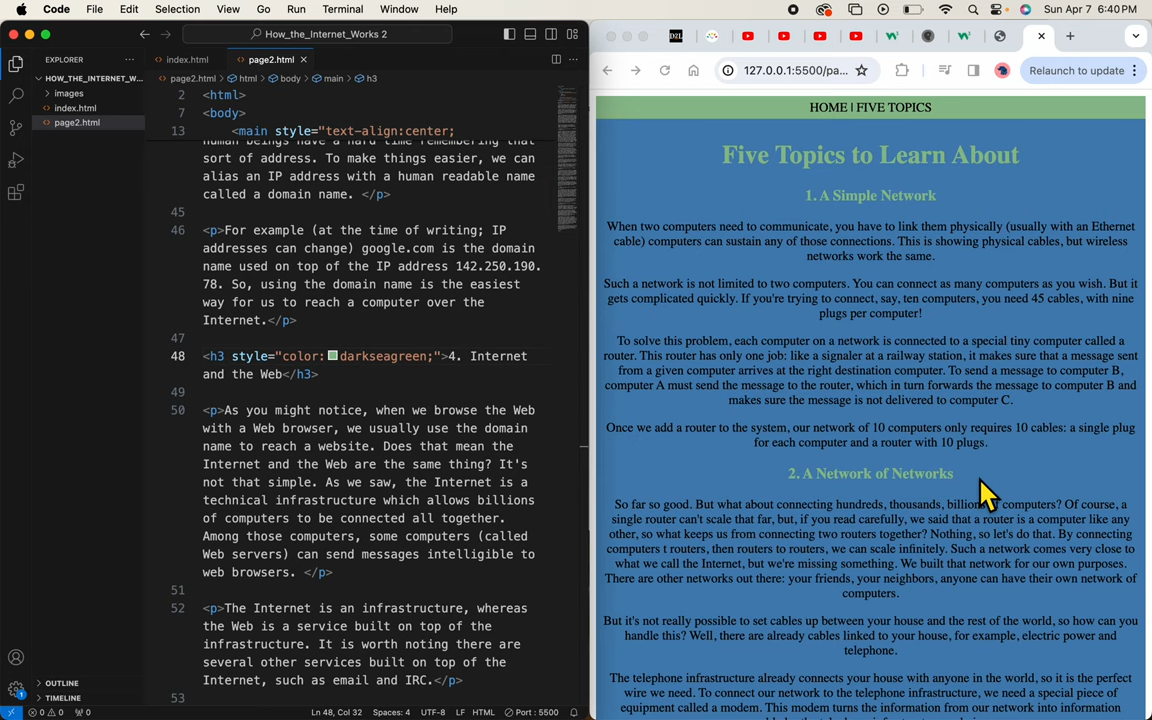 Code File Edit Selection View Go Run Terminal Window Help Sun Apr 7 6:40 PM
How_the_Internet_Works 2
EXPLORER
HOW_THE_INTERNET_W...
images
index.html
page2.html
OUTLINE
TIMELINE
index.html page2.html
page2.html > html > body > main > h3
2 <html>
7 <body>
13 <main style="text-align:center;
human beings have a hard time remembering that
sort of address. To make things easier, we can
alias an IP address with a human readable name
called a domain name. </p>
45
46 <p>For example (at the time of writing; IP
addresses can change) google.com is the domain
name used on top of the IP address 142.250.190.
78. So, using the domain name is the easiest
way for us to reach a computer over the
Internet.</p>
47
48 <h3 style="color:darkseagreen;">4. Internet
and the Web</h3>
49
50 <p>As you might notice, when we browse the Web
with a Web browser, we usually use the domain
name to reach a website. Does that mean the
Internet and the Web are the same thing? It's
not that simple. As we saw, the Internet is a
technical infrastructure which allows billions
of computers to be connected all together.
Among those computers, some computers (called
Web servers) can send messages intelligible to
web browsers. </p>
51
52 <p>The Internet is an infrastructure, whereas
the Web is a service built on top of the
infrastructure. It is worth noting there are
several other services built on top of the
Internet, such as email and IRC.</p>
53
0 0 0 Ln 48, Col 32 Spaces: 4 UTF-8 LF HTML Port : 5500
D2L
127.0.0.1:5500/pa... Relaunch to update
HOME | FIVE TOPICS
Five Topics to Learn About
1. A Simple Network
When two computers need to communicate, you have to link them physically (usually with an Ethernet
cable) computers can sustain any of those connections. This is showing physical cables, but wireless
networks work the same.
Such a network is not limited to two computers. You can connect as many computers as you wish. But it
gets complicated quickly. If you're trying to connect, say, ten computers, you need 45 cables, with nine
plugs per computer!
To solve this problem, each computer on a network is connected to a special tiny computer called a
router. This router has only one job: like a signaler at a railway station, it makes sure that a message sent
from a given computer arrives at the right destination computer. To send a message to computer B,
computer A must send the message to the router, which in turn forwards the message to computer B and
makes sure the message is not delivered to computer C.
Once we add a router to the system, our network of 10 computers only requires 10 cables: a single plug
for each computer and a router with 10 plugs.
2. A Network of Networks
So far so good. But what about connecting hundreds, thousands, billions computers? Of course, a
single router can't scale that far, but, if you read carefully, we said that a router is a computer like any
other, so what keeps us from connecting two routers together? Nothing, so let's do that. By connecting
computers t routers, then routers to routers, we can scale infinitely. Such a network comes very close to
what we call the Internet, but we're missing something. We built that network for our own purposes.
There are other networks out there: your friends, your neighbors, anyone can have their own network of
computers.
But it's not really possible to set cables up between your house and the rest of the world, so how can you
handle this? Well, there are already cables linked to your house, for example, electric power and
telephone.
The telephone infrastructure already connects your house with anyone in the world, so it is the perfect
wire we need. To connect our network to the telephone infrastructure, we need a special piece of
equipment called a modem. This modem turns the information from our network into information